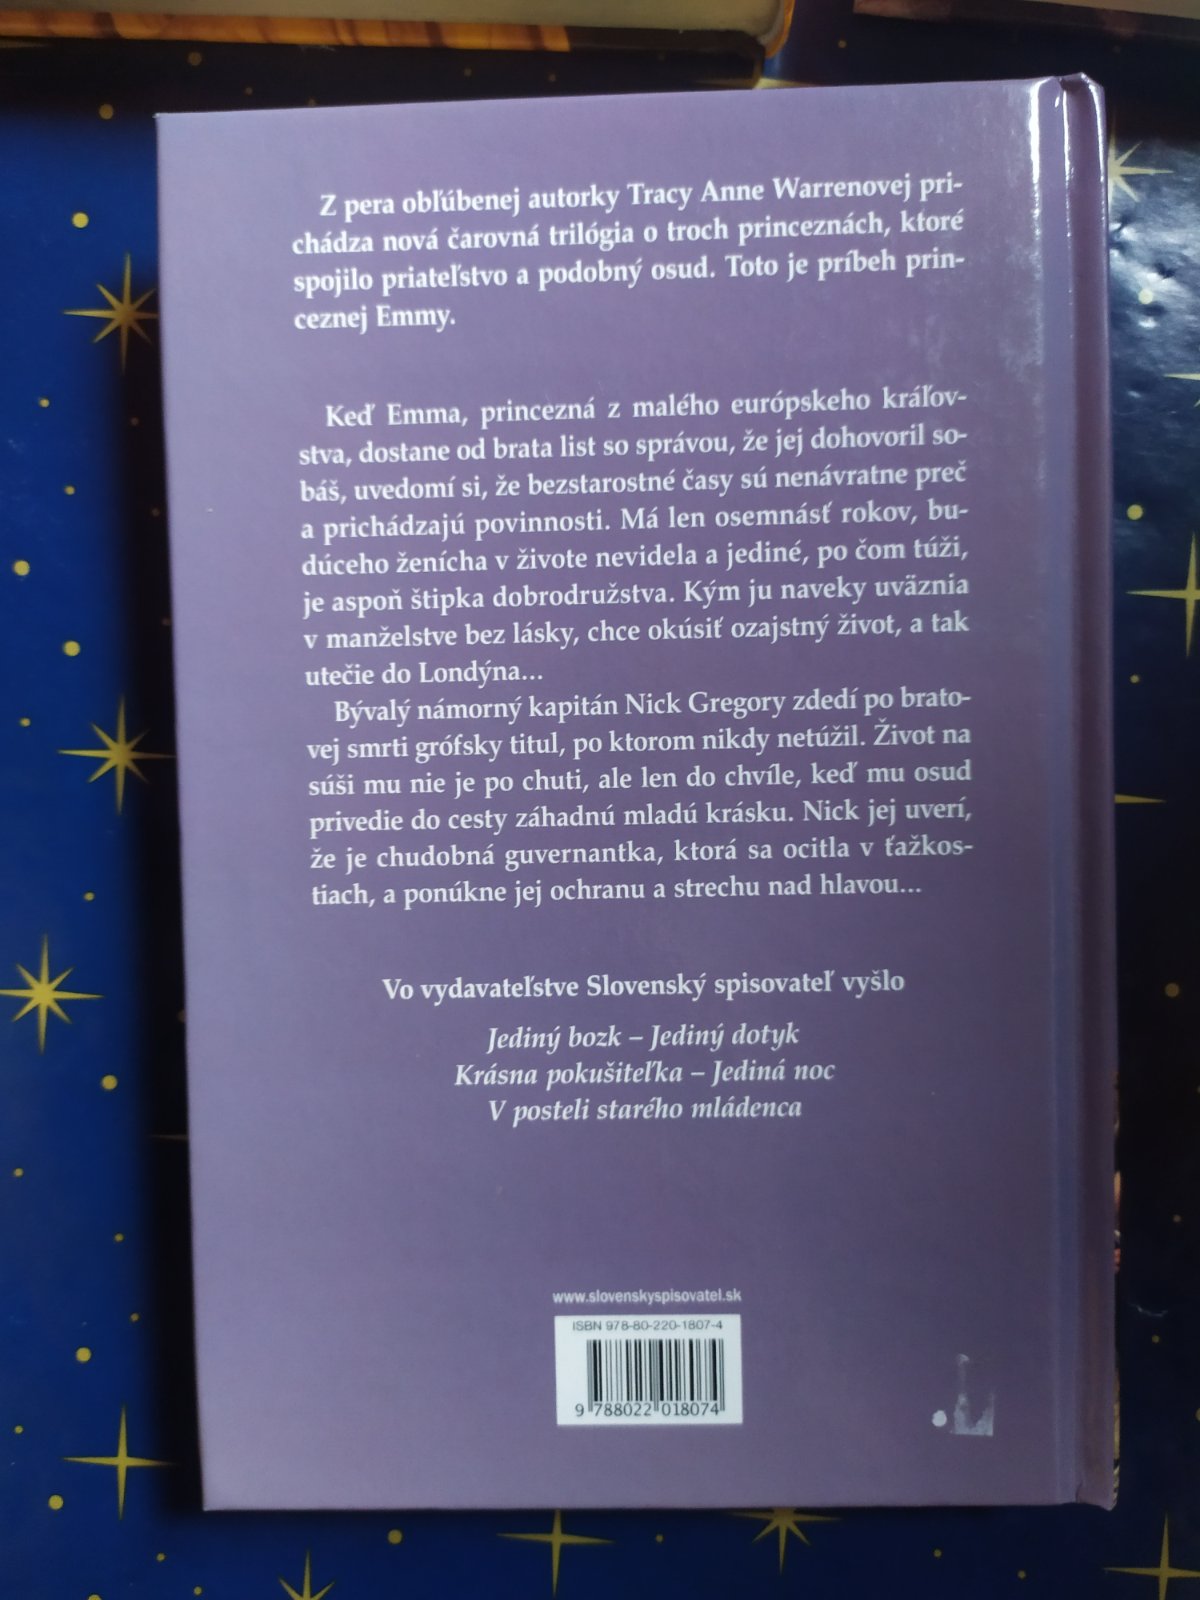 Z pera obľúbenej autorky Tracy Anne Warrenovej pri-
chádza nová čarovná trilógia o troch princeznách, ktoré
spojilo priateľstvo a podobný osud. Toto je príbeh prin-
ceznej Emmy.
Keď Emma, princezná z malého európskeho kráľov-
stva, dostane od brata list so správou, že jej dohovoril so-
báš, uvedomí si, že bezstarostné časy sú nenávratne preč
a prichádzajú povinnosti. Má len osemnásť rokov, bu-
dúceho ženícha v živote nevidela a jediné, po čom túži,
je aspoň štipka dobrodružstva. Kým ju naveky uväznia
v manželstve bez lásky, chce okúsiť ozajstný život, a tak
utečie do Londýna...
Bývalý námorný kapitán Nick Gregory zdedí po brato-
vej smrti grófsky titul, po ktorom nikdy netúžil. Život na
súši mu nie je po chuti, ale len do chvíle, keď mu osud
privedie do cesty záhadnú mladú krásku. Nick jej uverí,
že je chudobná guvernantka, ktorá sa ocitla v ťažkos-
tiach, a ponúkne jej ochranu a strechu nad hlavou...
Vo vydavateľstve Slovenský spisovateľ vyšlo
Jediný bozk – Jediný dotyk
Krásna pokušiteľka – Jediná noc
V posteli starého mládenca
www.slovenskyspisovatel.sk
ISBN 978-80-220-1807-4
9 788022 018074